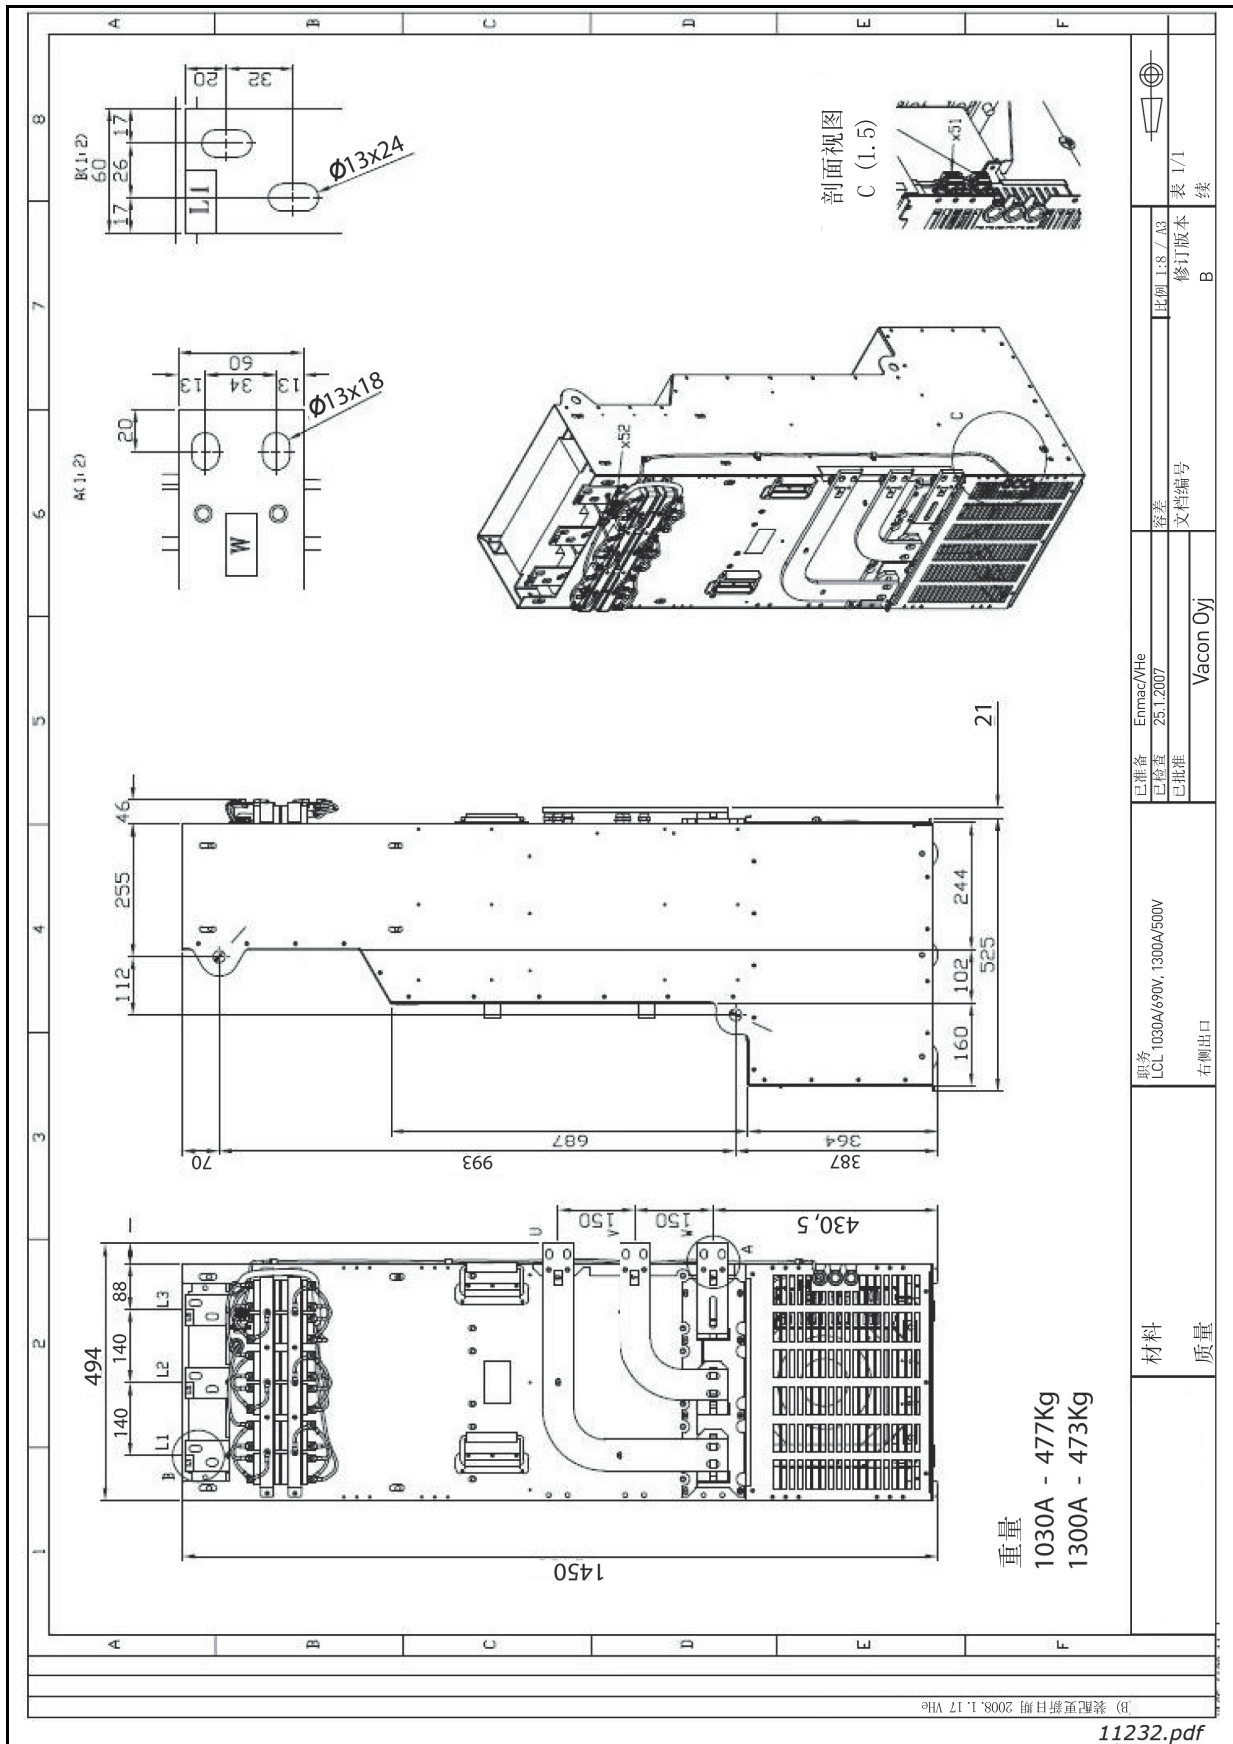 A B C D E F
8
7
6
5
4
3
2
1
B(1:2)
60
17 26 17
20 32
L1
Ø13x24
剖面视图
C (1.5)
x51
A(1:2)
20
13 34 13
60
Ø13x18
W
x52
C
46
255
112
21
244
102
160
525
70
993
387
687
364
494
88
140
140
L3
L2
L1
B
U
V
W
A
150
150
430,5
1450
重量
1030A - 477Kg
1300A - 473Kg
材料
质量
职务
LCL 1030A/690V, 1300A/500V
右侧出口
已准备 Enmac/VHe
已检查 25.1.2007
已批准
Vacon Oyj
容差
文档编号
比例 1:8 / A3
修订版本
B
表 1/1
续
A B C D E F
B) 装配更新日期 2008.1.17 VHe
11232.pdf